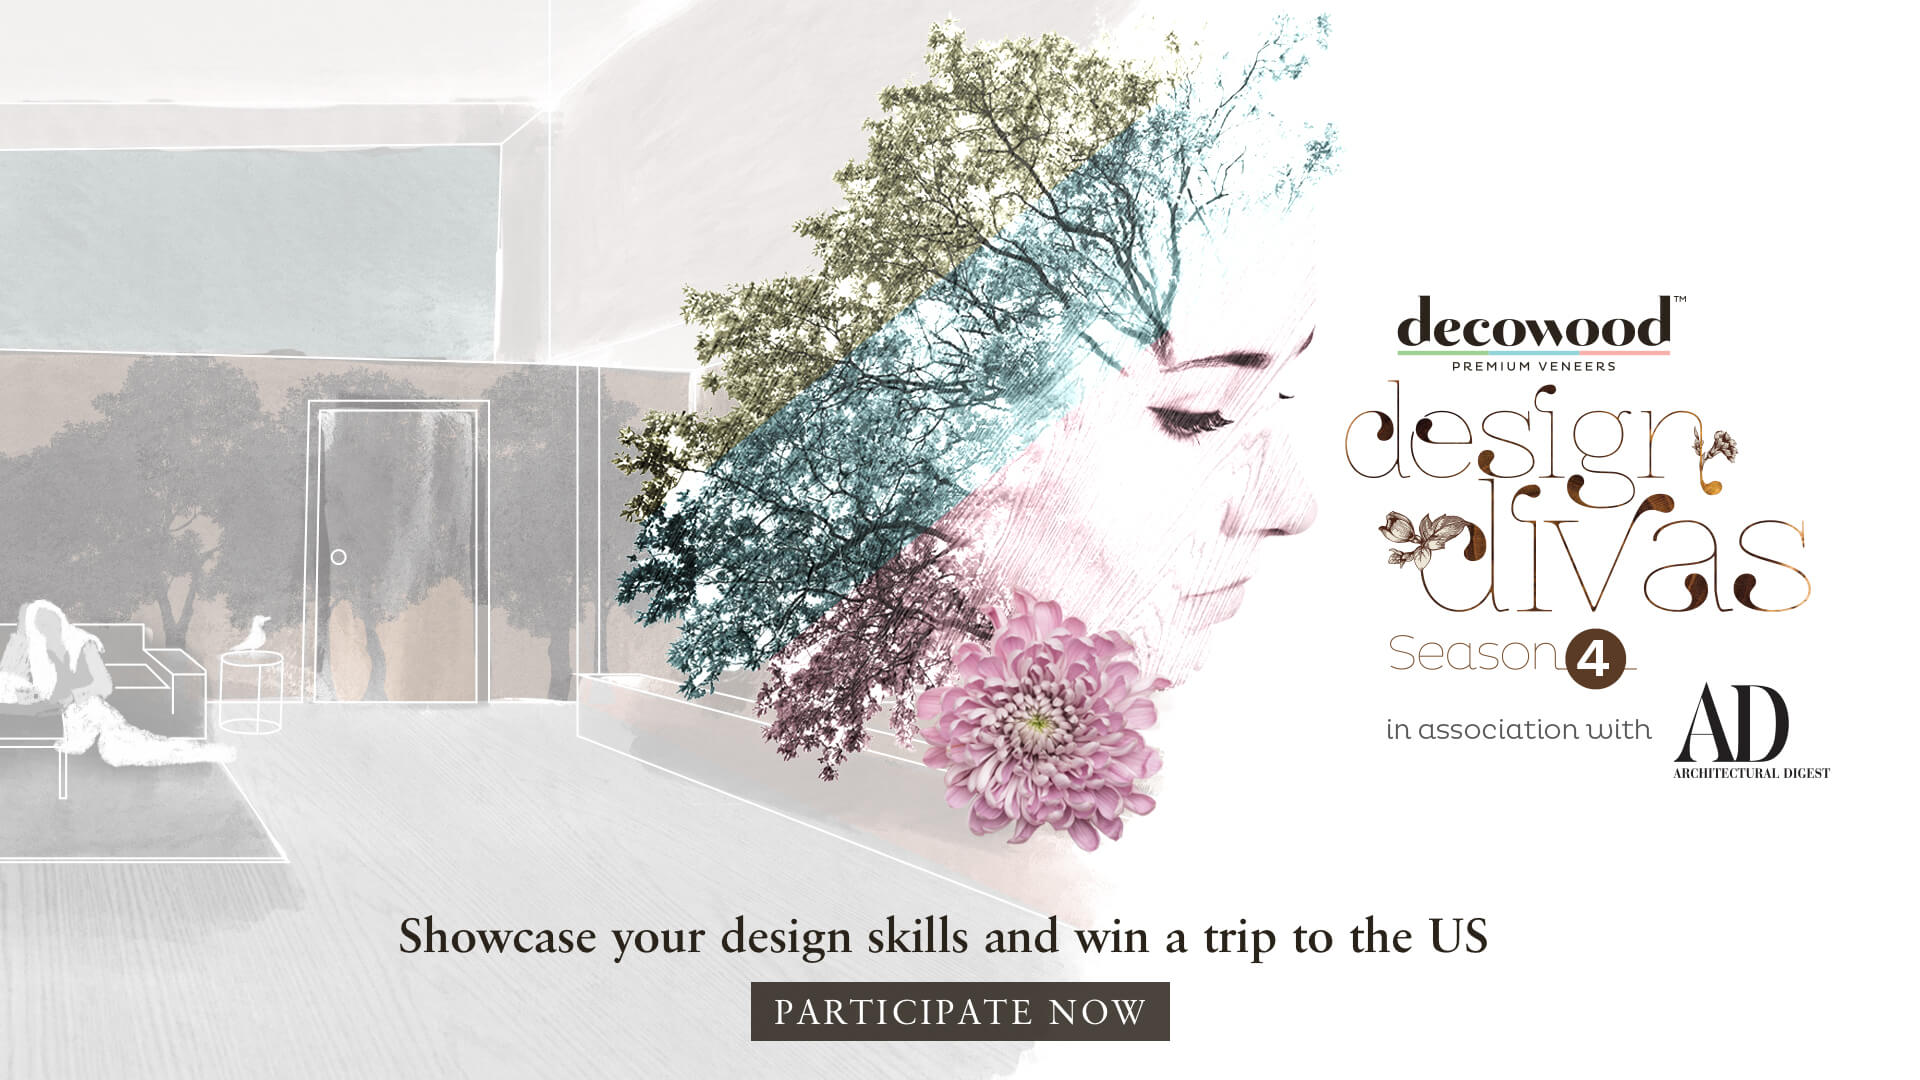 decowood™
PREMIUM VENEERS
design
divas
Season 4
in association with
AD
ARCHITECTURAL DIGEST
Showcase your design skills and win a trip to the US
PARTICIPATE NOW